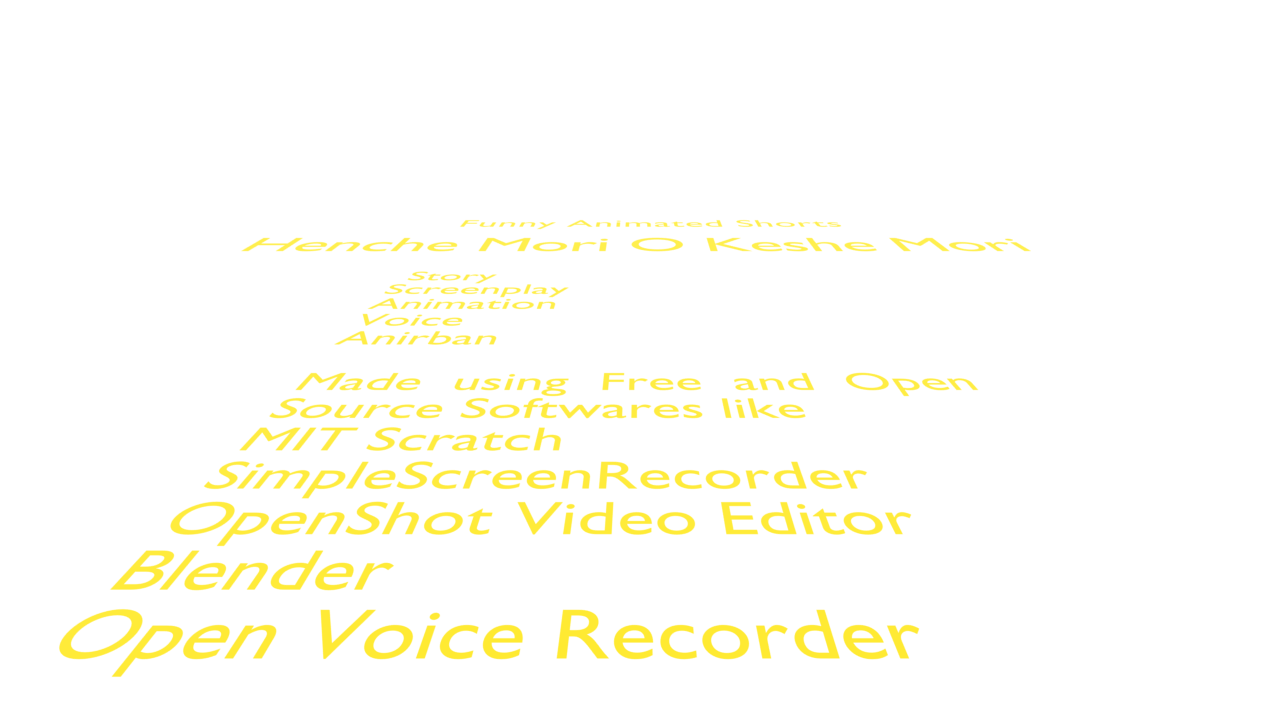 Funny Animated Shorts
Henche Mori O Keshe Mori
Story
Screenplay
Animation
Voice
Anirban
Made using Free and Open
Source Softwares like
MIT Scratch
SimpleScreenRecorder
OpenShot Video Editor
Blender
Open Voice Recorder